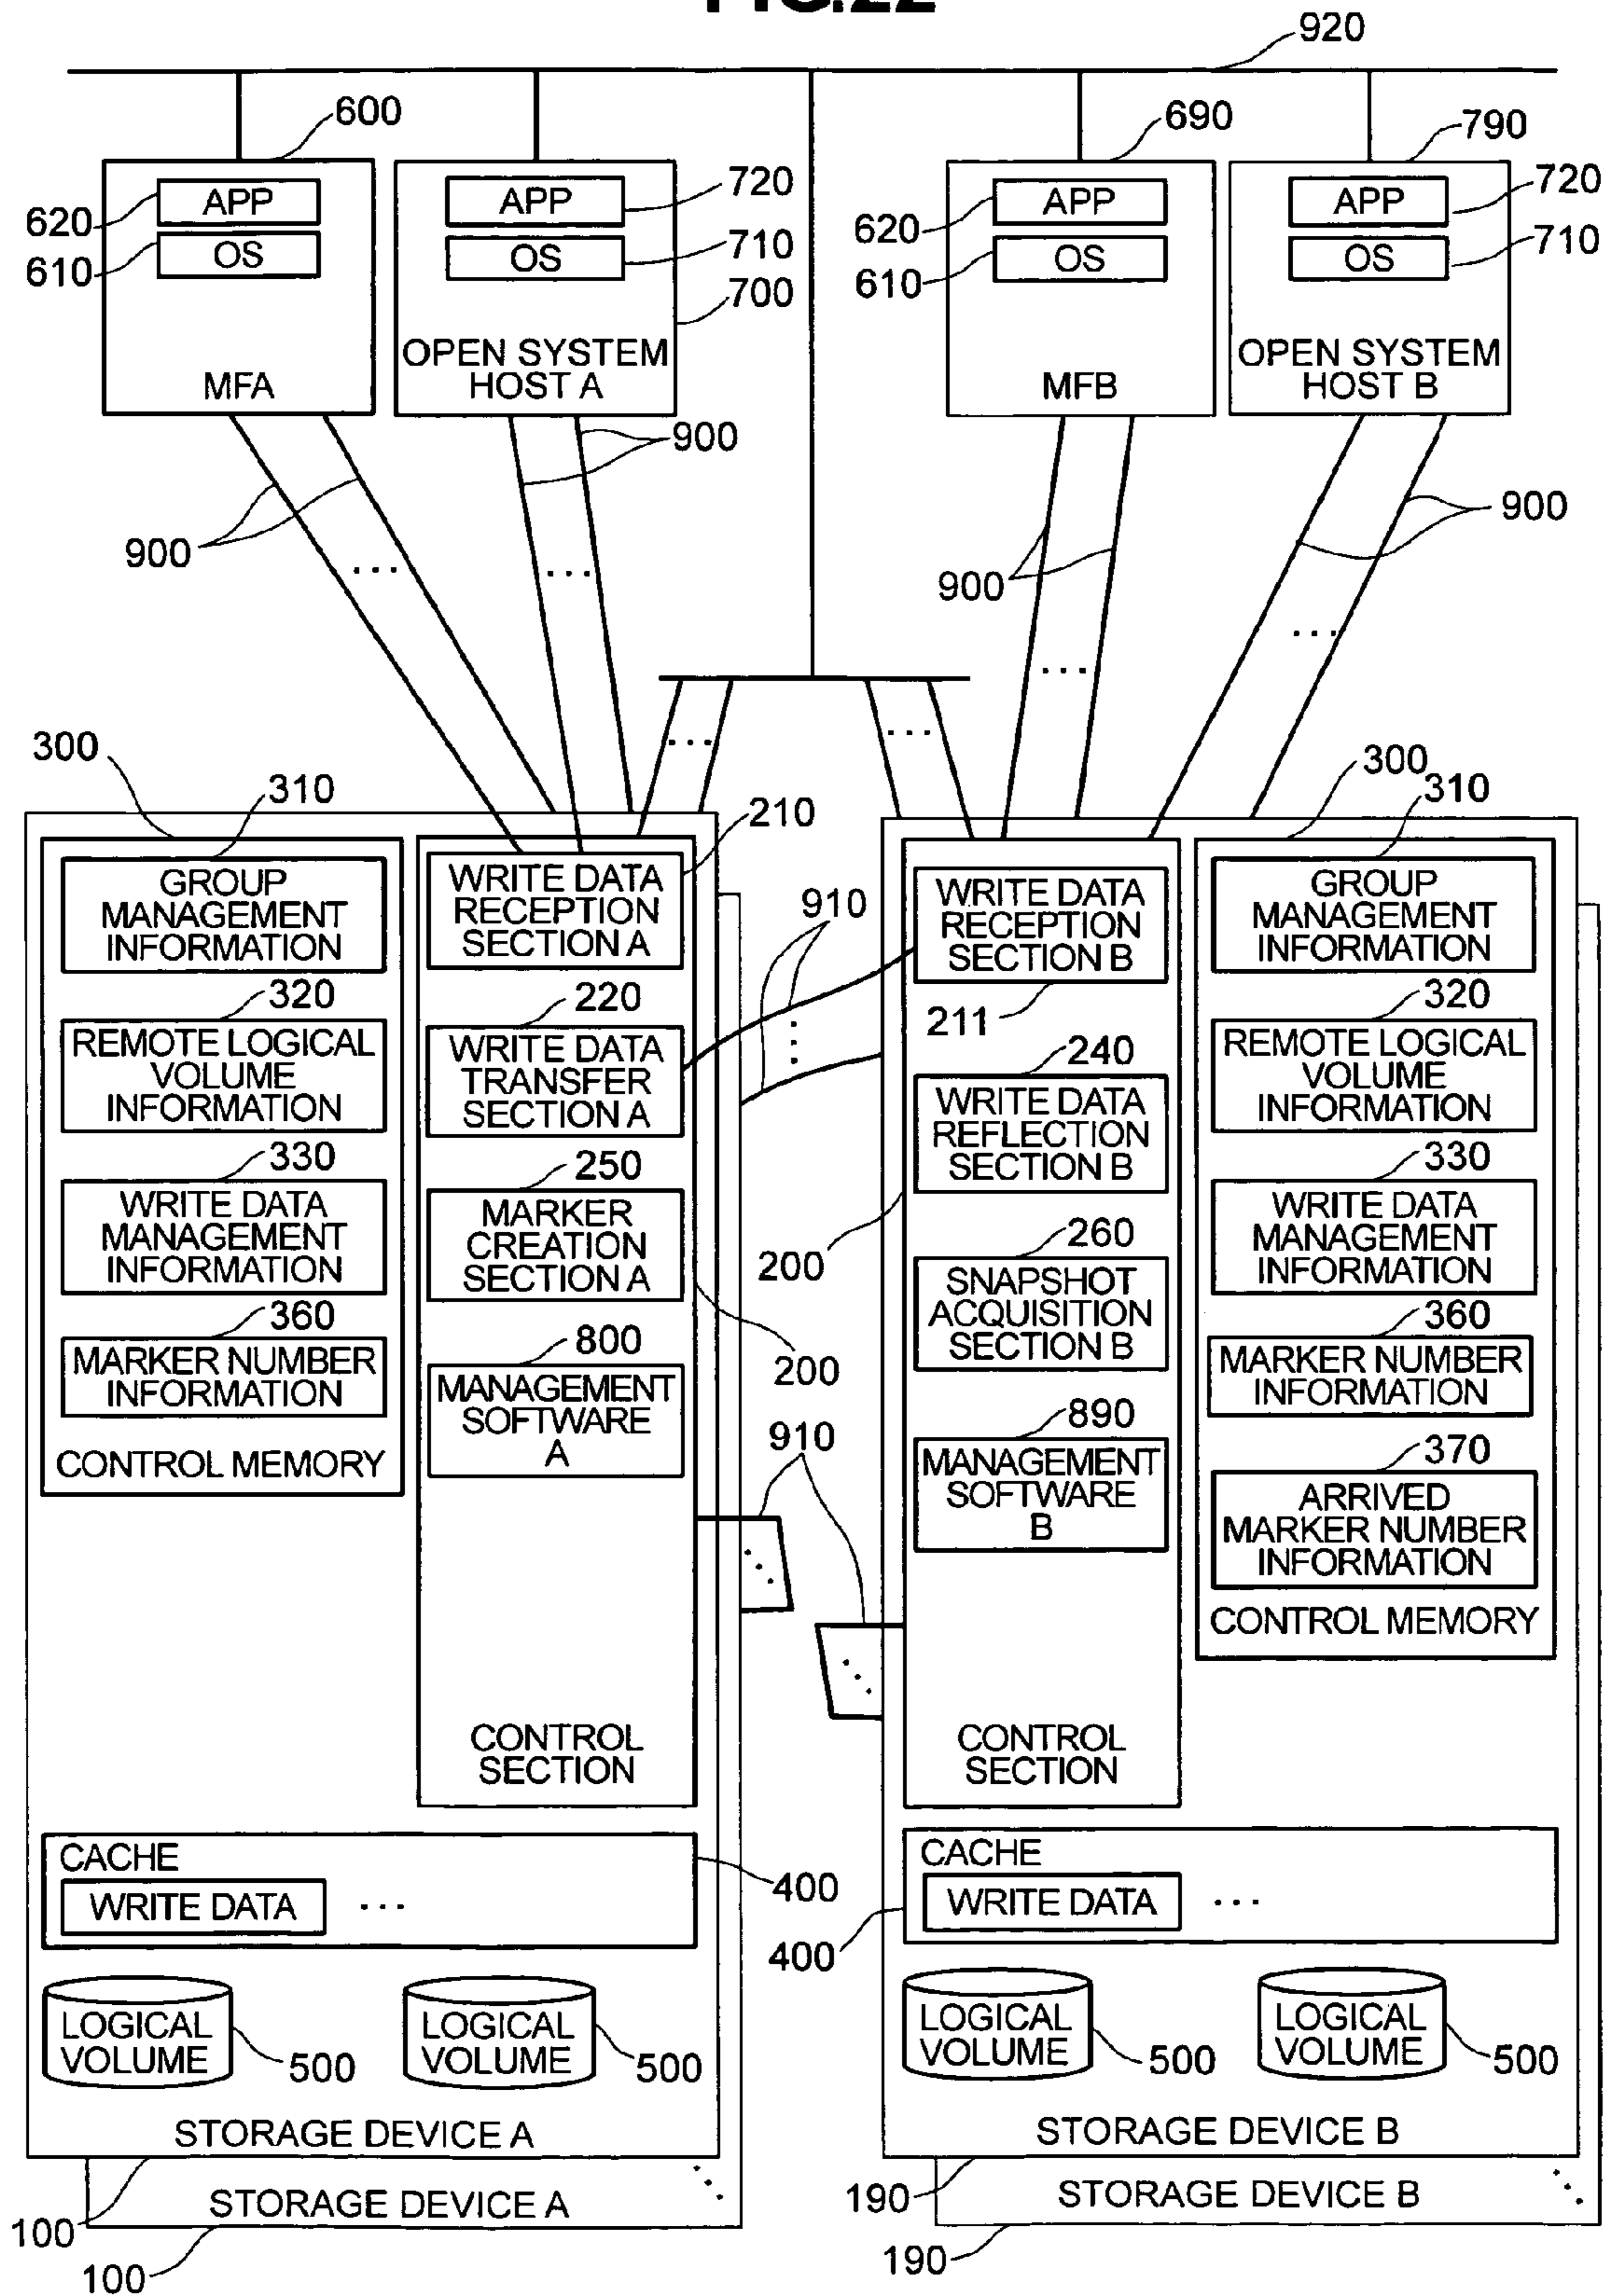 FIG.22
920
600
690
790
APP
720
APP
620
OS
610
APP
720
APP
620
OS
710
OS
610
OS
710
OS
700
MFA
OPEN SYSTEM
HOST A
MFB
OPEN SYSTEM
HOST B
900
900
900
900
300
310
GROUP
MANAGEMENT
INFORMATION
320
REMOTE LOGICAL
VOLUME
INFORMATION
330
WRITE DATA
MANAGEMENT
INFORMATION
360
MARKER NUMBER
INFORMATION
CONTROL MEMORY
210
WRITE DATA
RECEPTION
SECTION A
220
WRITE DATA
TRANSFER
SECTION A
250
MARKER
CREATION
SECTION A
800
MANAGEMENT
SOFTWARE
A
CONTROL
SECTION
200
910
910
910
WRITE DATA
RECEPTION
SECTION B
211
240
WRITE DATA
REFLECTION
SECTION B
200
260
SNAPSHOT
ACQUISITION
SECTION B
890
MANAGEMENT
SOFTWARE
B
CONTROL
SECTION
300
310
GROUP
MANAGEMENT
INFORMATION
320
REMOTE LOGICAL
VOLUME
INFORMATION
330
WRITE DATA
MANAGEMENT
INFORMATION
360
MARKER NUMBER
INFORMATION
370
ARRIVED
MARKER NUMBER
INFORMATION
CONTROL MEMORY
CACHE
WRITE DATA ...
400
CACHE
WRITE DATA ...
400
LOGICAL
VOLUME
500
LOGICAL
VOLUME
500
LOGICAL
VOLUME
500
LOGICAL
VOLUME
500
STORAGE DEVICE A
STORAGE DEVICE A
100
100
STORAGE DEVICE B
STORAGE DEVICE B
190
190